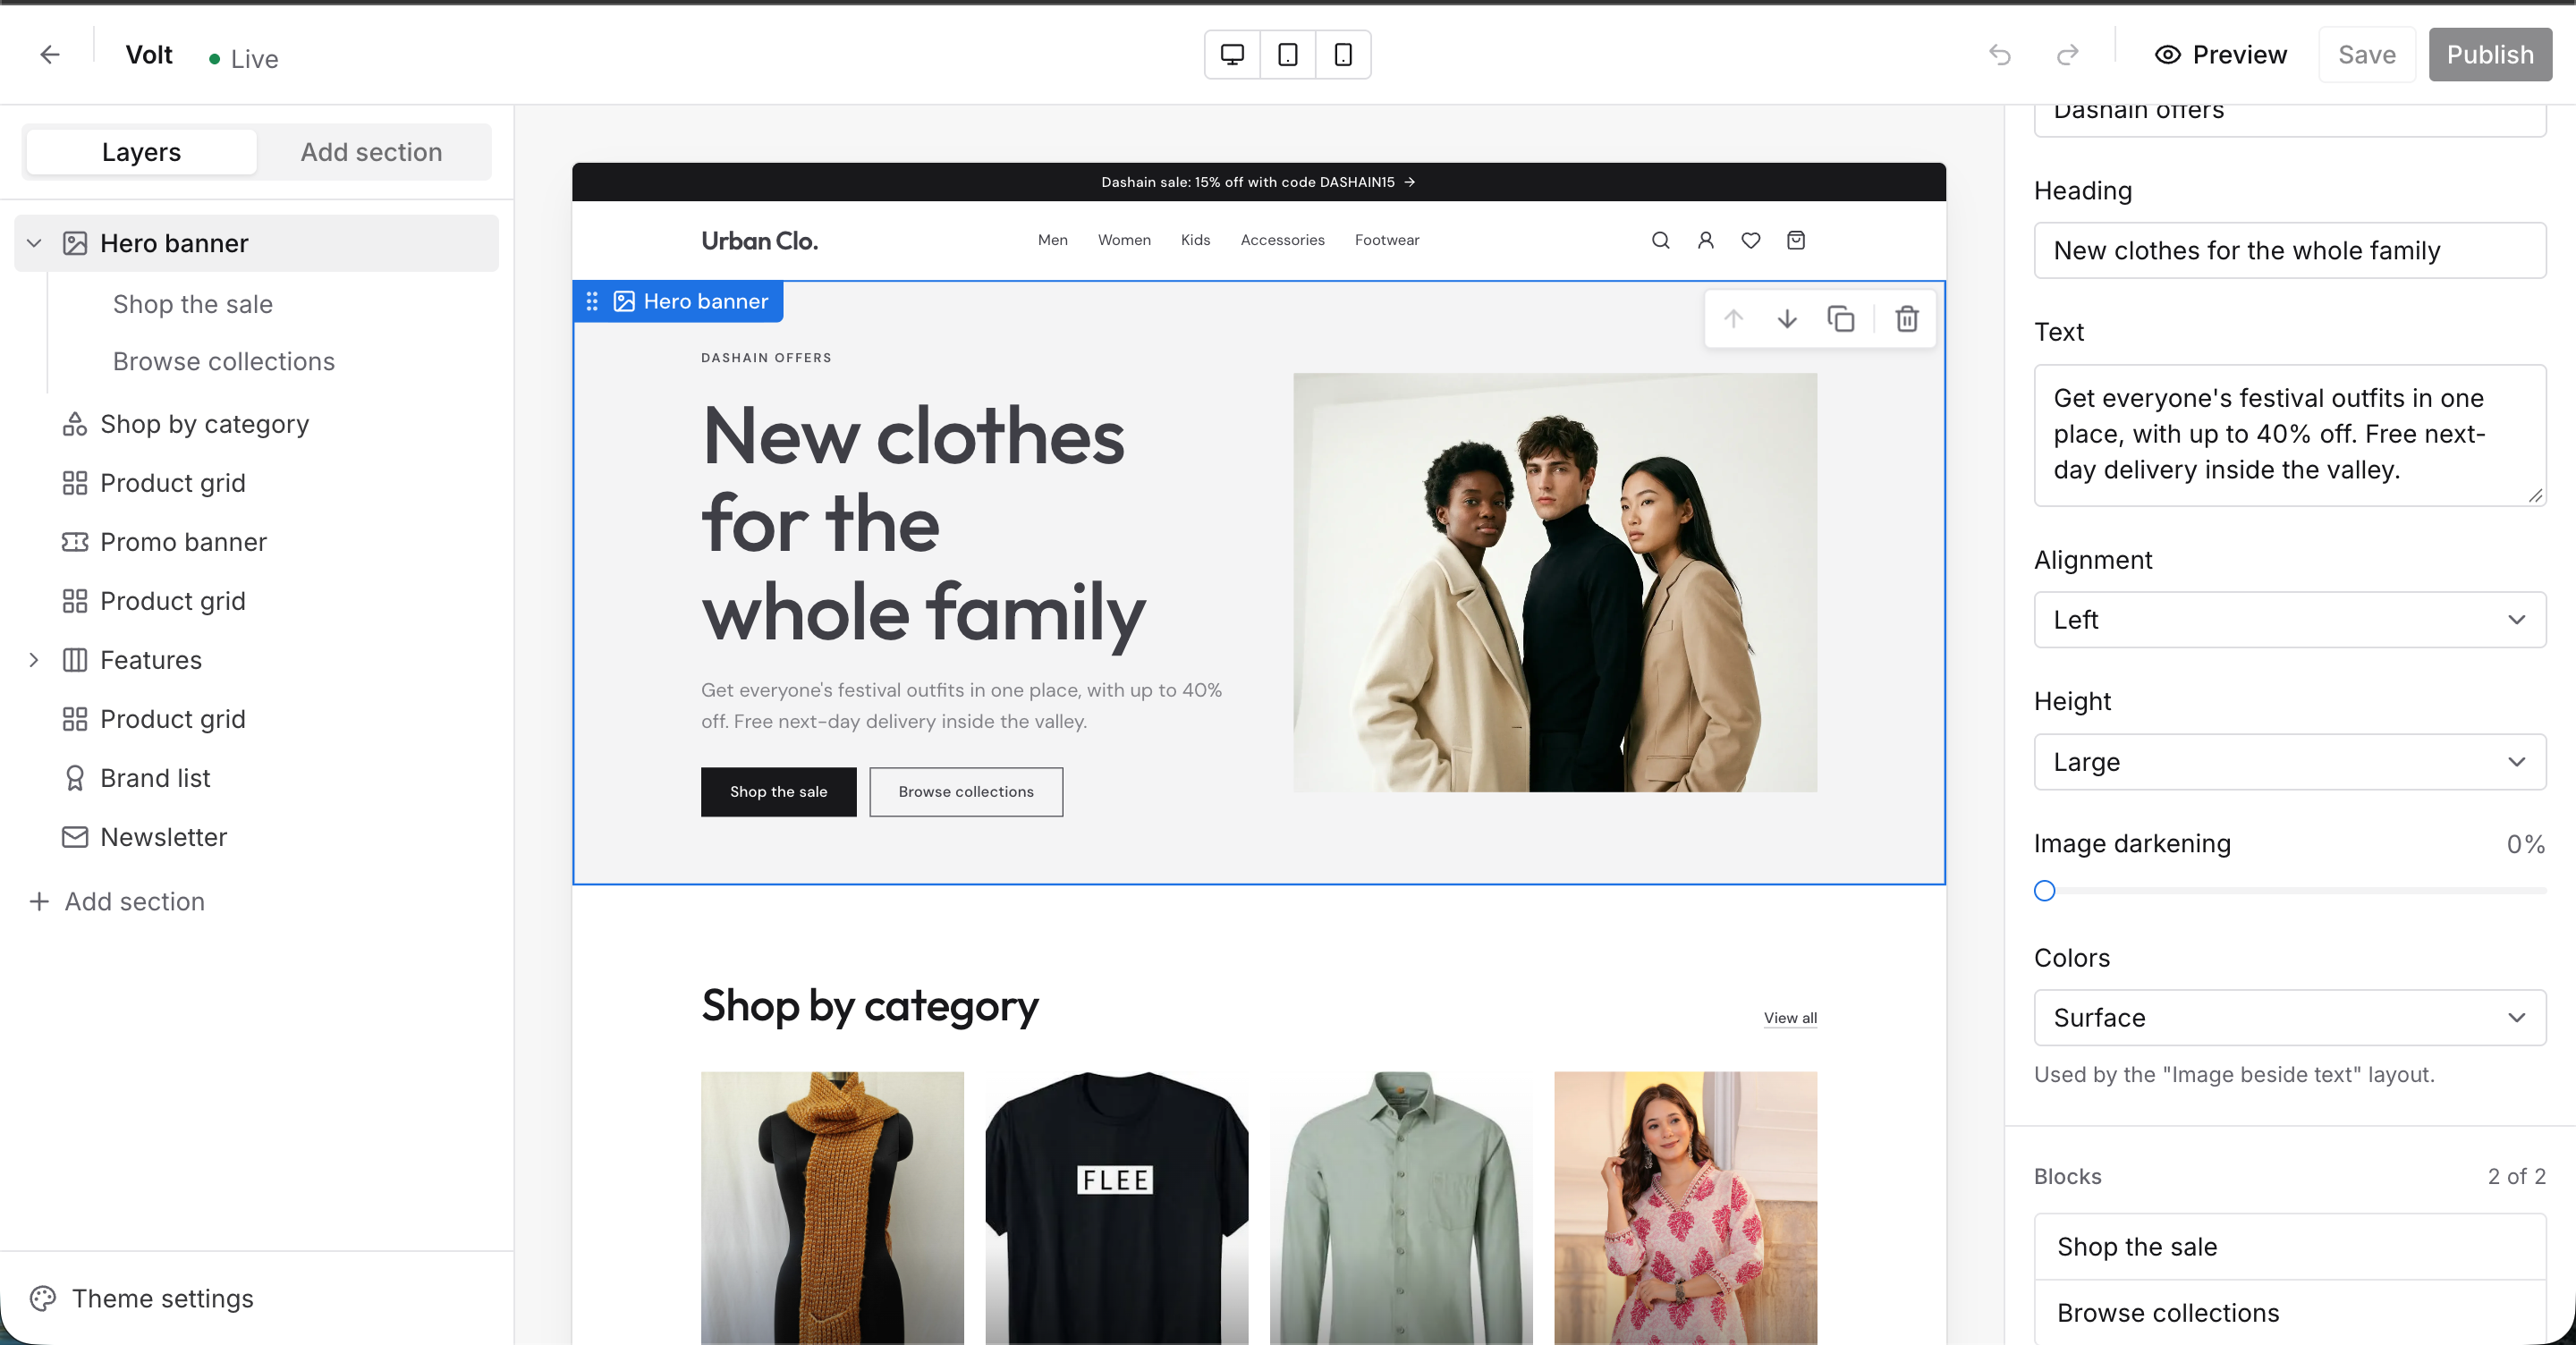 Volt
Live
Preview
Save
Publish
Layers
Add section
Hero banner
Shop the sale
Browse collections
Shop by category
Product grid
Promo banner
Product grid
Features
Product grid
Brand list
Newsletter
Add section
Theme settings
Dashain sale: 15% off with code DASHAIN15 →
Urban Clo.
Men
Women
Kids
Accessories
Footwear
Hero banner
DASHAIN OFFERS
New clothes
for the
whole family
Get everyone's festival outfits in one place, with up to 40%
off. Free next-day delivery inside the valley.
Shop the sale
Browse collections
Shop by category
View all
FLEE
Dashain offers
Heading
New clothes for the whole family
Text
Get everyone's festival outfits in one
place, with up to 40% off. Free next-
day delivery inside the valley.
Alignment
Left
Height
Large
Image darkening
0%
Colors
Surface
Used by the "Image beside text" layout.
Blocks
2 of 2
Shop the sale
Browse collections